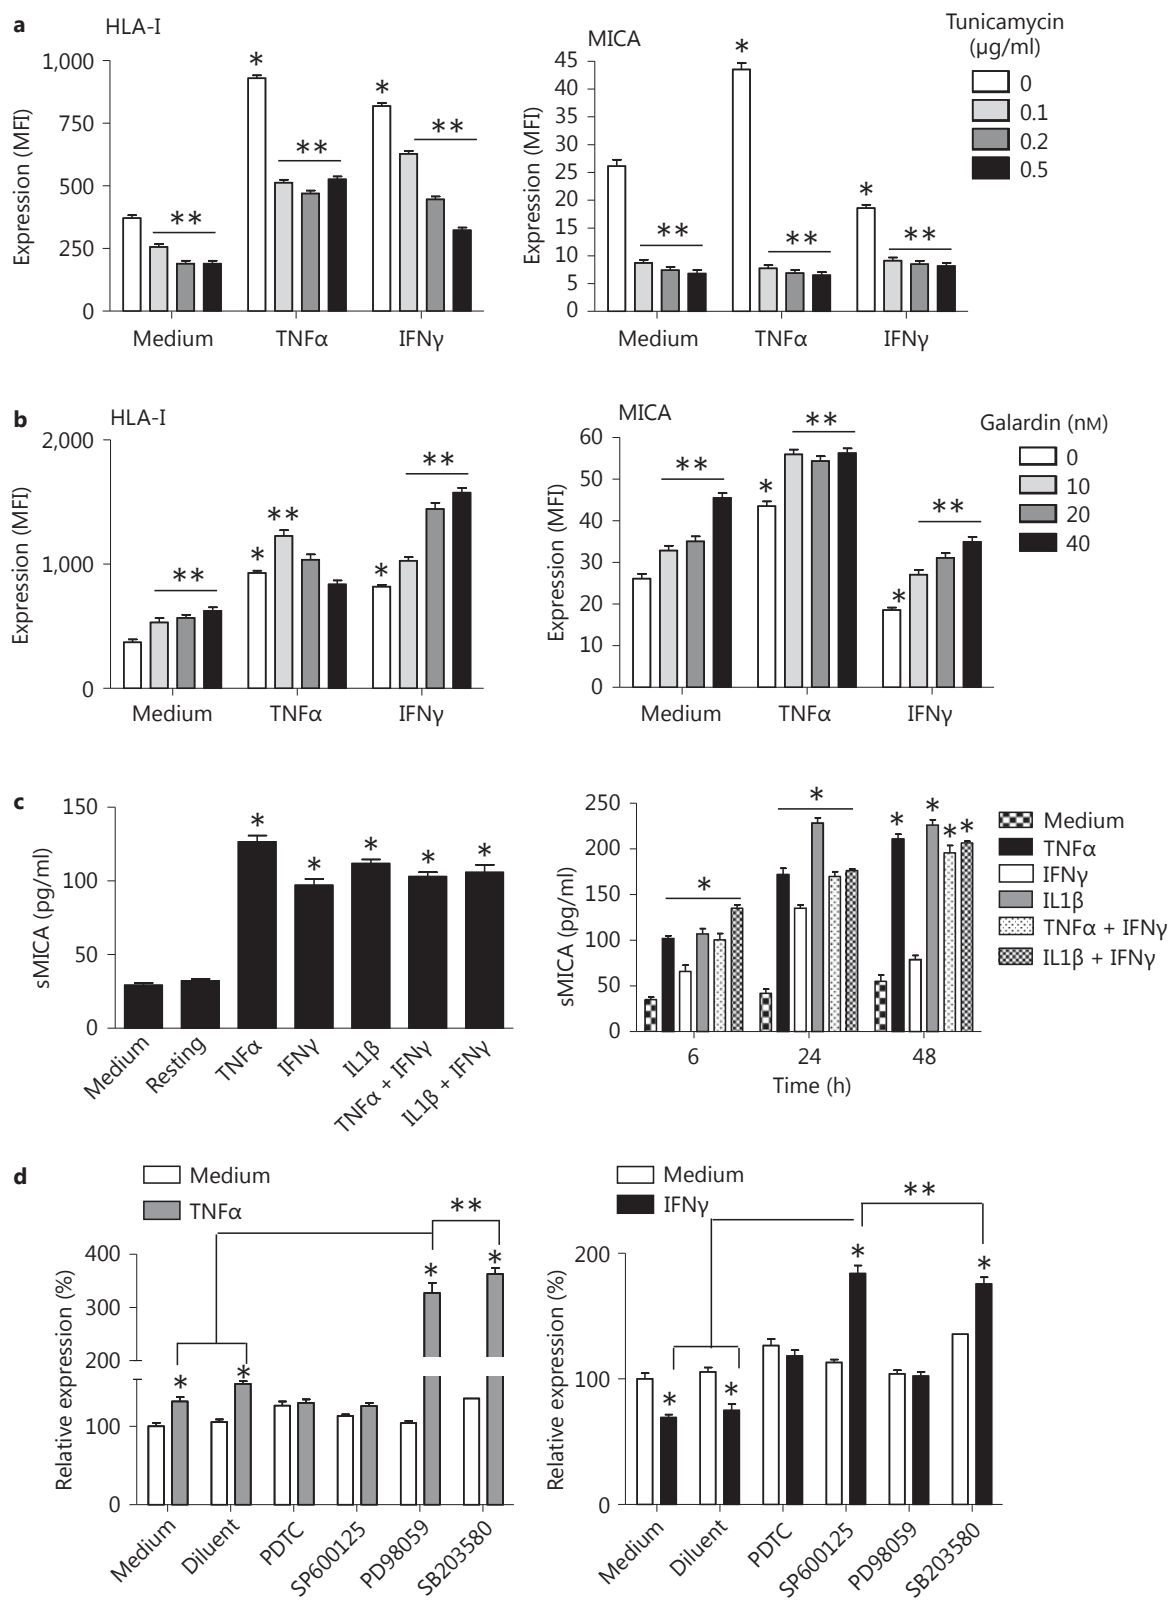 a
HLA-I
Expression (MFI)
1,000
750
500
250
0
* ** * ** * **
Medium TNFα IFNγ
MICA
Expression (MFI)
45
40
35
30
25
20
15
10
5
0
** * ** * **
Medium TNFα IFNγ
Tunicamycin
(μg/ml)
0
0.1
0.2
0.5
b
HLA-I
Expression (MFI)
2,000
1,000
0
** * ** * **
Medium TNFα IFNγ
MICA
Expression (MFI)
60
50
40
30
20
10
0
** * ** * **
Medium TNFα IFNγ
Galardin (nM)
0
10
20
40
c
sMICA (pg/ml)
150
100
50
0
* * * * *
Medium
Resting
TNFα
IFNγ
IL1β
TNFα + IFNγ
IL1β + IFNγ
sMICA (pg/ml)
250
200
150
100
50
0
* * * * * *
6 24 48
Time (h)
Medium
TNFα
IFNγ
IL1β
TNFα + IFNγ
IL1β + IFNγ
d
Medium
TNFα
Relative expression (%)
400
300
200
100
0
* * * * **
Medium
Diluent
PDTC
SP600125
PD98059
SB203580
Medium
IFNγ
Relative expression (%)
200
100
0
* * * * **
Medium
Diluent
PDTC
SP600125
PD98059
SB203580